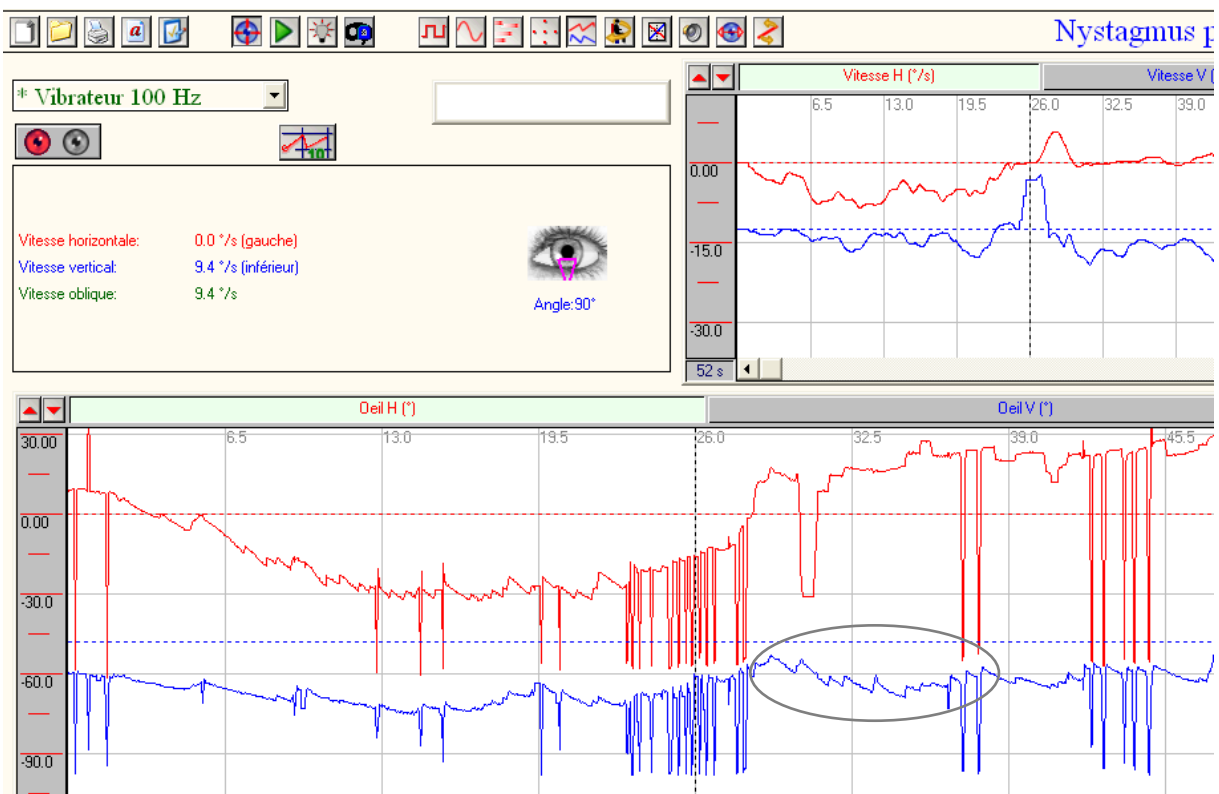 Nystagmus p
* Vibrateur 100 Hz
Vitesse horizontale: 0.0 °/s (gauche)
Vitesse vertical: 9.4 °/s (inférieur)
Vitesse oblique: 9.4 °/s
Angle:90°
Vitesse H (°/s) Vitesse V (
6.5 13.0 19.5 26.0 32.5 39.0
0.00
-15.0
-30.0
52 s
Oeil H (°) Oeil V (°)
30.00 6.5 13.0 19.5 26.0 32.5 39.0 45.5
0.00
-30.0
-60.0
-90.0